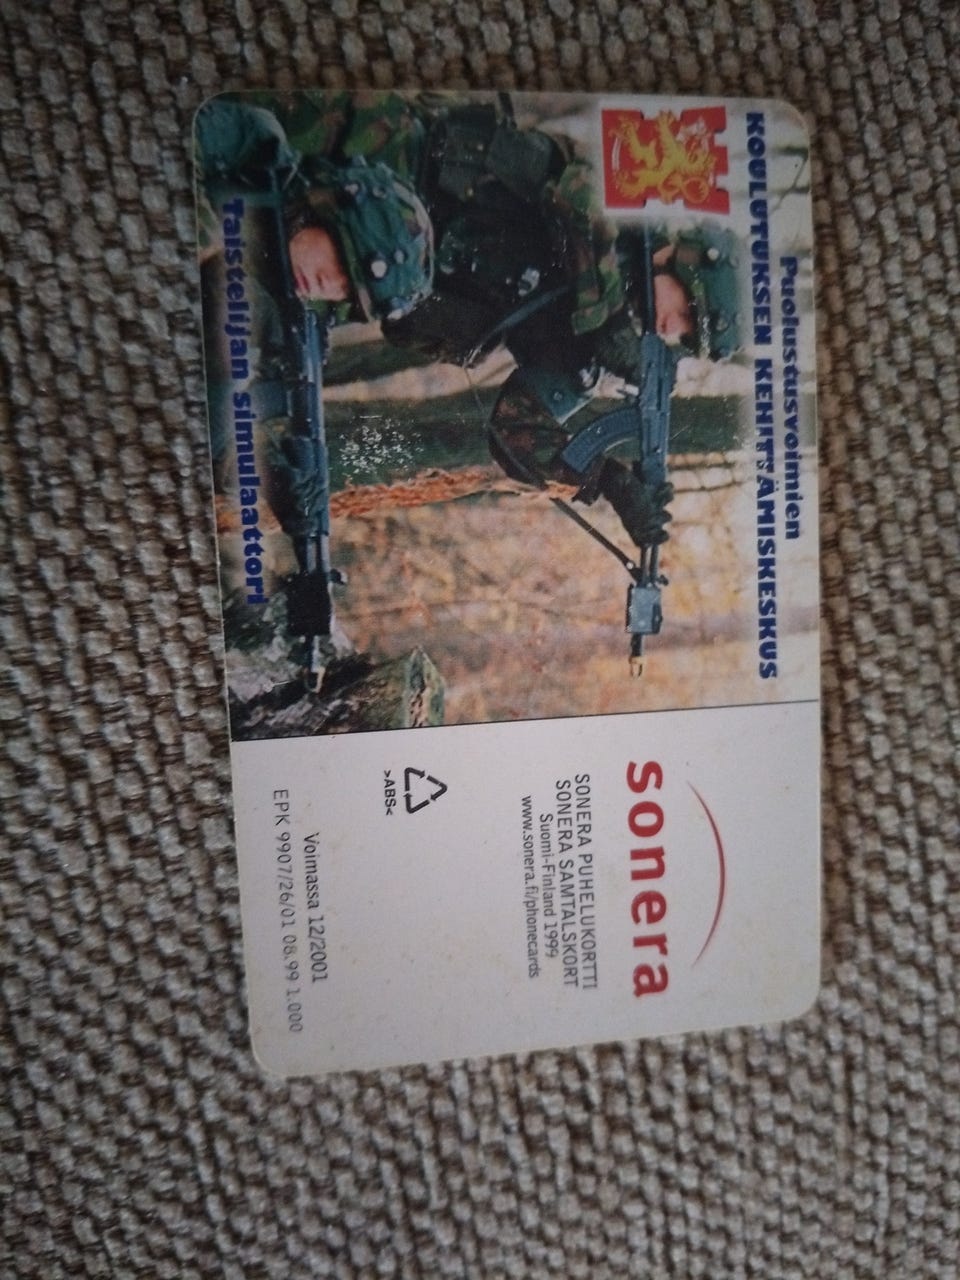 Puolustusvoimien
KOULUTUKSEN KEHITTÄMISKESKUS
Taistelijan simulaattori
sonera
SONERA PUHELUKORTTI
SONERA SAMTALSKORT
Suomi-Finland 1999
www.sonera.fi/phonecards
>ABS<
Voimassa 12/2001
EPK 9907/26/01 08.99 1.000